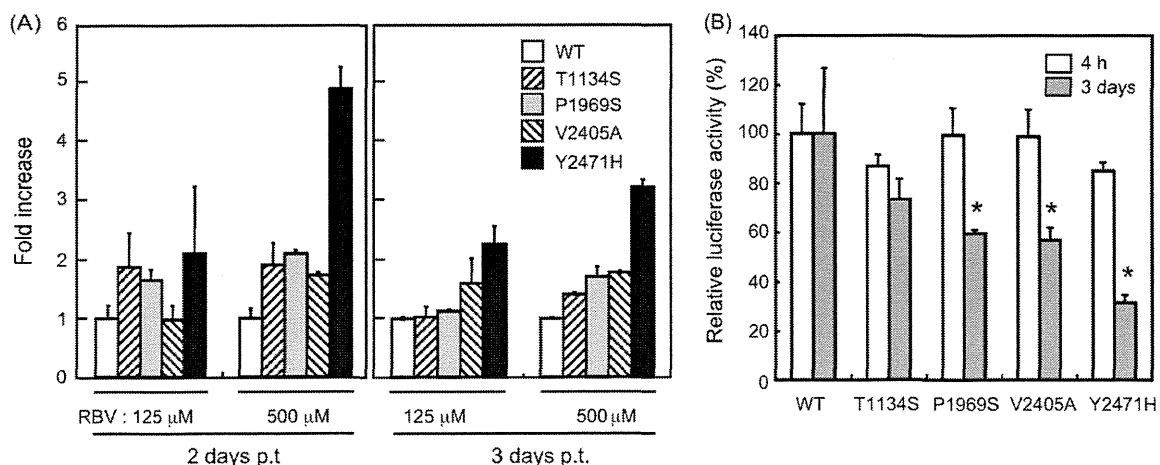 (A)
Fold increase
6
5
4
3
2
1
0
WT
T1134S
P1969S
V2405A
Y2471H
RBV : 125 μM
500 μM
125 μM
500 μM
2 days p.t
3 days p.t.
(B)
Relative luciferase activity (%)
140
120
100
80
60
40
20
0
4 h
3 days
*
*
*
WT
T1134S
P1969S
V2405A
Y2471H